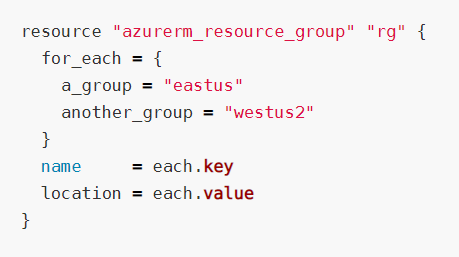 resource "azurerm_resource_group" "rg" {
  for_each = {
    a_group = "eastus"
    another_group = "westus2"
  }
  name     = each.key
  location = each.value
}